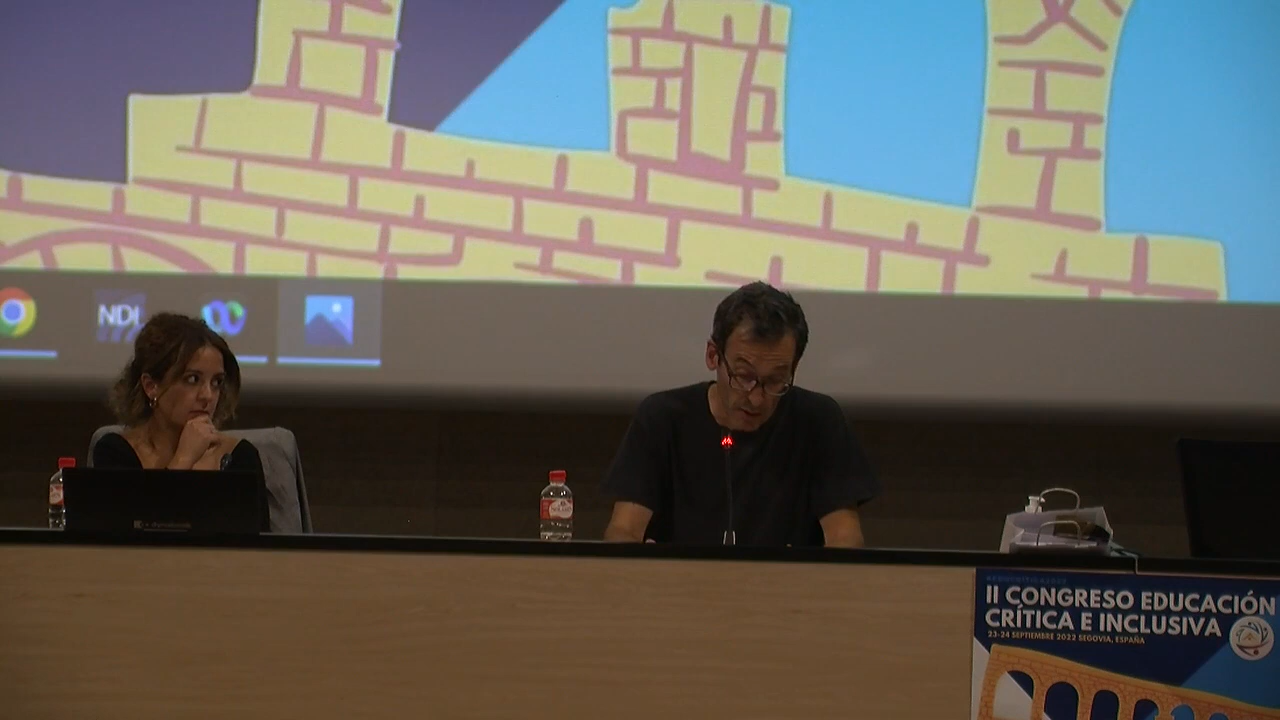 NDI
II CONGRESO EDUCACIÓN
CRÍTICA E INCLUSIVA
23-24 SEPTIEMBRE 2022 SEGOVIA, ESPAÑA